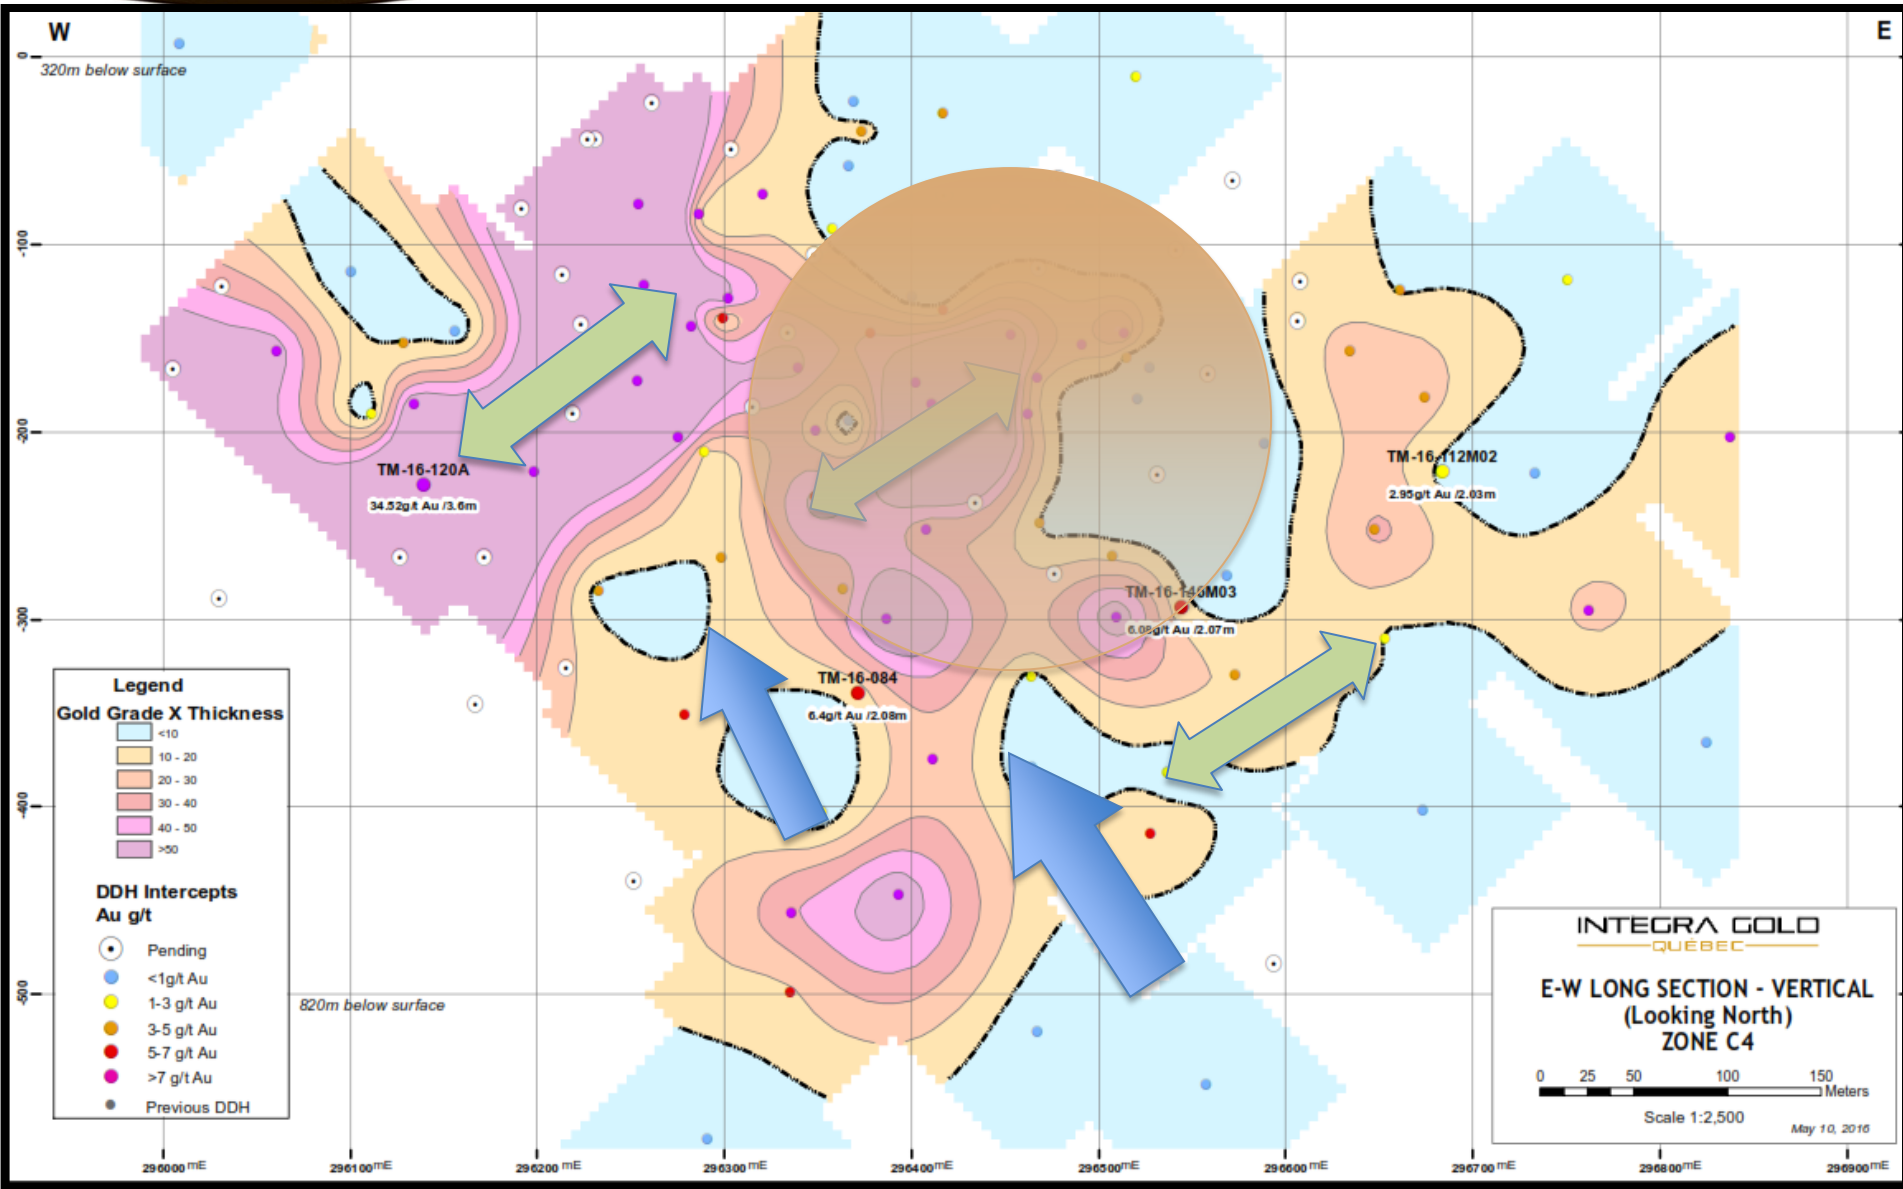 W
E
0
320m below surface
-100
-200
TM-16-120A
34.52g/t Au /3.6m
TM-16-112M02
2.95g/t Au /2.03m
-300
TM-16-146M03
6.08g/t Au /2.07m
TM-16-084
6.4g/t Au /2.08m
-400
-500
820m below surface
Legend
Gold Grade X Thickness
<10
10 - 20
20 - 30
30 - 40
40 - 50
>50
DDH Intercepts
Au g/t
Pending
<1g/t Au
1-3 g/t Au
3-5 g/t Au
5-7 g/t Au
>7 g/t Au
Previous DDH
INTEGRA GOLD
QUÉBEC
E-W LONG SECTION - VERTICAL
(Looking North)
ZONE C4
0 25 50 100 150
Meters
Scale 1:2,500
May 10, 2016
296000 mE 296100 mE 296200 mE 296300 mE 296400 mE 296500 mE 296600 mE 296700 mE 296800 mE 296900 mE